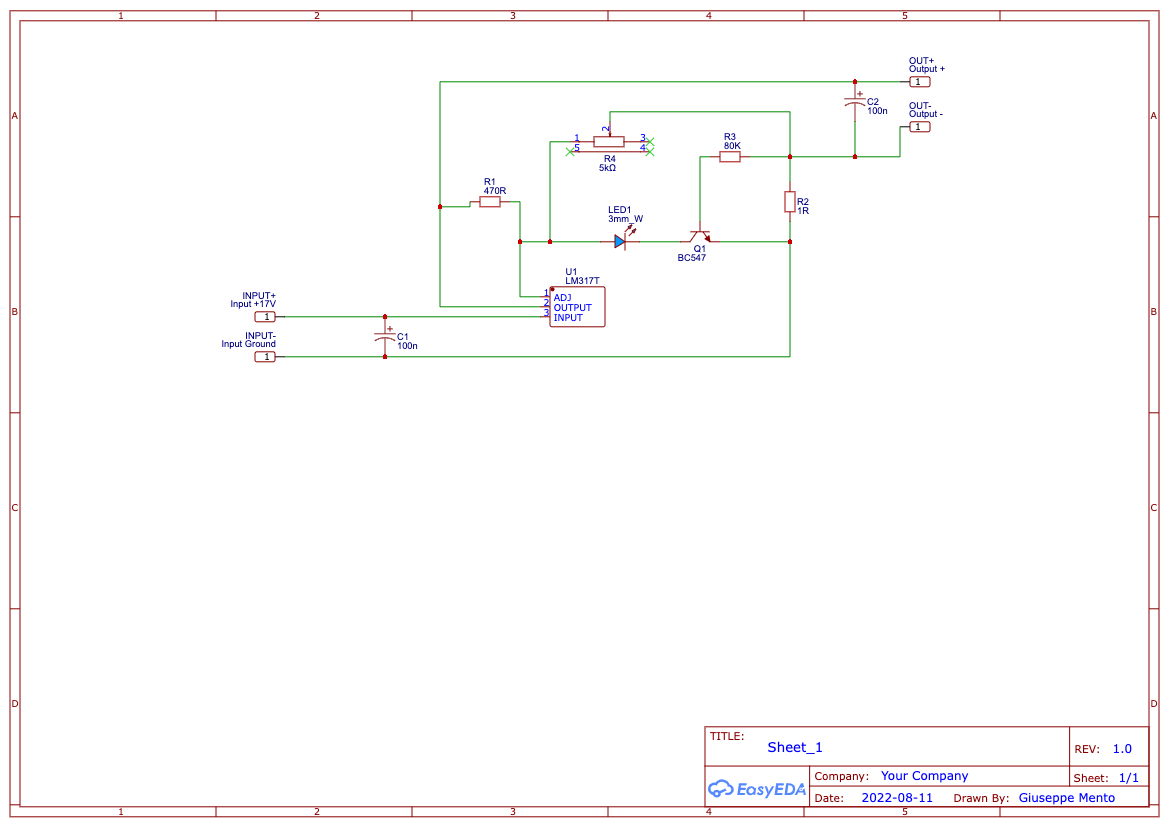 1 2 3 4 5
A A
B B
C C
D D
OUT+
Output +
1
C2
100n
OUT-
Output -
1
R3
80K
2
1 3
5 4
R4
5kΩ
R1
470R
R2
1R
LED1
3mm_W
Q1
BC547
U1
LM317T
1 ADJ
2 OUTPUT
3 INPUT
INPUT+
Input +17V
1
C1
100n
INPUT-
Input Ground
1
TITLE:
Sheet_1
REV: 1.0
EasyEDA
Company: Your Company
Sheet: 1/1
Date: 2022-08-11 Drawn By: Giuseppe Mento
1 2 3 4 5